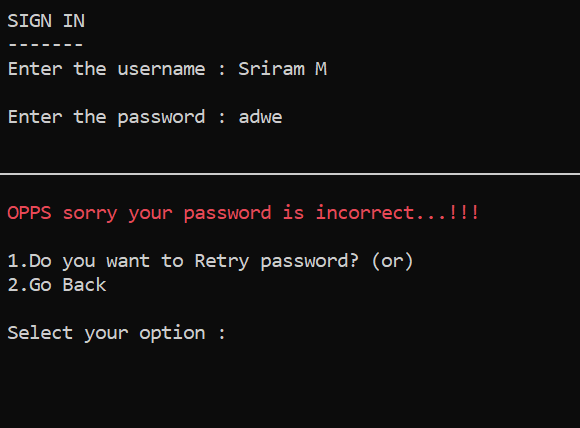 SIGN IN
-------
Enter the username : Sriram M
Enter the password : adwe
OPPS sorry your password is incorrect...!!!
1.Do you want to Retry password? (or)
2.Go Back
Select your option :